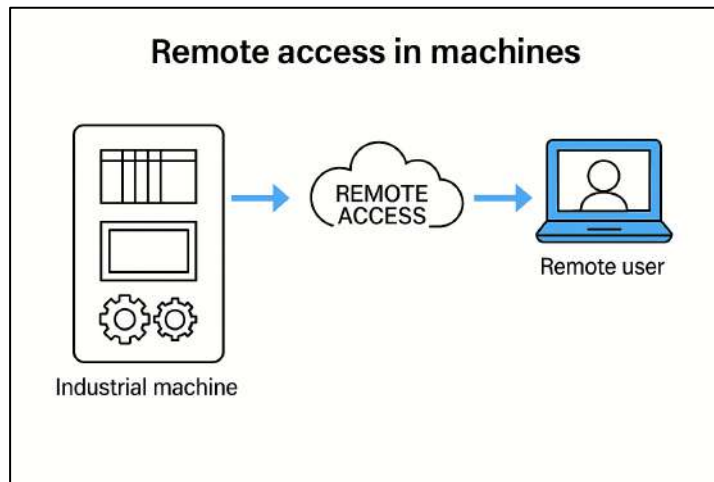 Remote access in machines
REMOTE
ACCESS
Remote user
Industrial machine